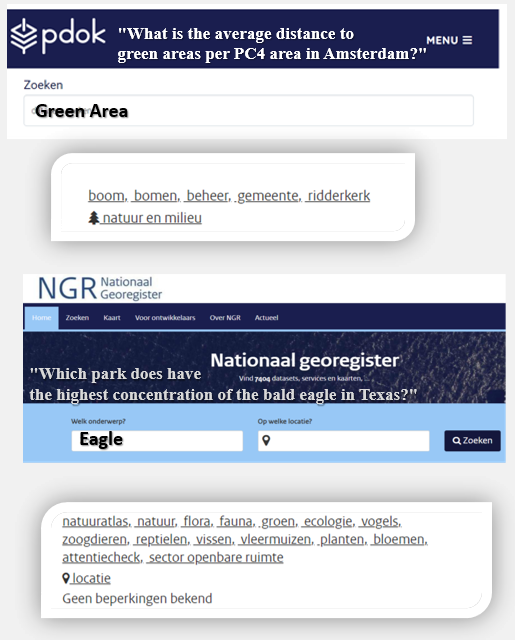 pdok
"What is the average distance to
green areas per PC4 area in Amsterdam?"
MENU
Zoeken
Green Area
boom, bomen, beheer, gemeente, ridderkerk
natuur en milieu
NGR Nationaal
Georegister
Home Zoeken Kaart Voor ontwikkelaars Over NGR Actueel
Nationaal georegister
Vind 7404 datasets, services en kaarten, ...
"Which park does have
the highest concentration of the bald eagle in Texas?"
Welk onderwerp? Op welke locatie?
Eagle
Zoeken
natuuratlas, natuur, flora, fauna, groen, ecologie, vogels,
zoogdieren, reptielen, vissen, vleermuizen, planten, bloemen,
attentiecheck, sector openbare ruimte
locatie
Geen beperkingen bekend